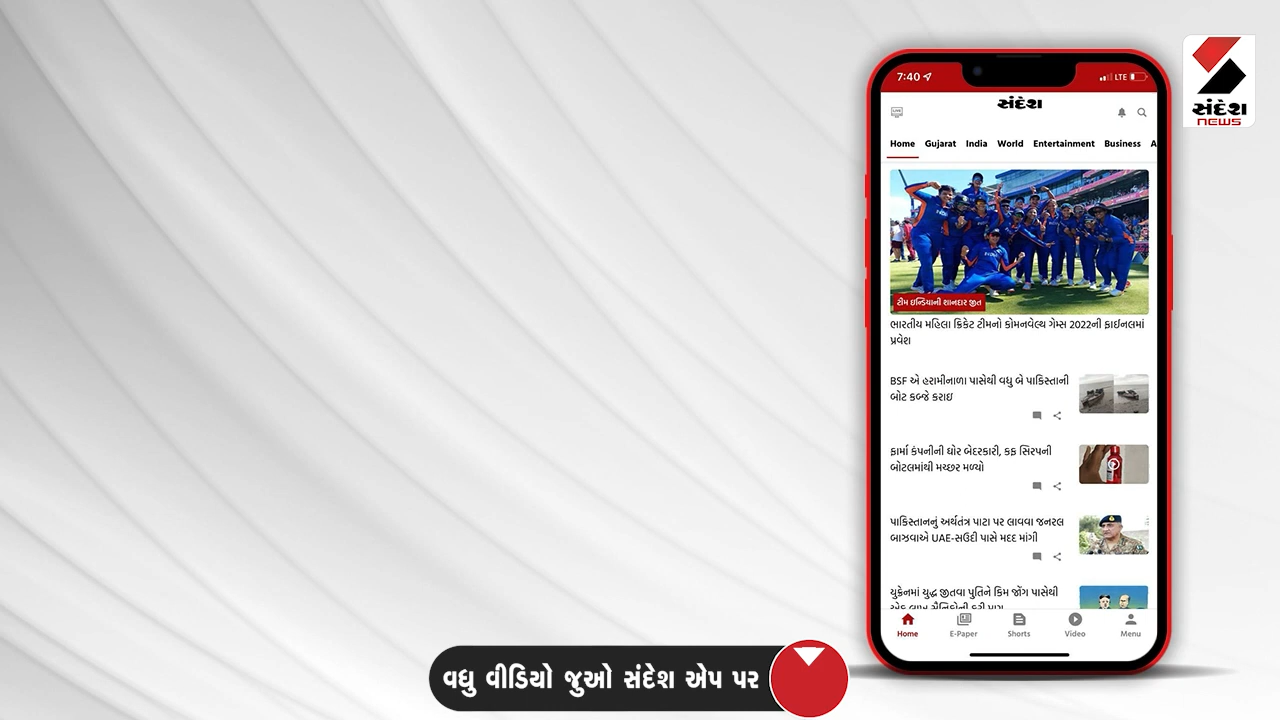 7:40
LTE
સંદેશ
Home Gujarat India World Entertainment Business A
ટીમ ઇન્ડિયાની શાનદાર જીત
ભારતીય મહિલા ક્રિકેટ ટીમનો કોમનવેલ્થ ગેમ્સ 2022ની ફાઈનલમાં
પ્રવેશ
BSF એ હરામીનાળા પાસેથી વધુ બે પાકિસ્તાની
બોટ કબ્જે કરાઇ
ફાર્મા કંપનીની ઘોર બેદરકારી, કફ સિરપની
બોટલમાંથી મચ્છર મળ્યો
પાકિસ્તાનનું અર્થતંત્ર પાટા પર લાવવા જનરલ
બાઝવાએ UAE-સઉદી પાસે મદદ માંગી
યુક્રેનમાં યુદ્ધ જીતવા પુતિને કિમ જોંગ પાસેથી
Home E-Paper Shorts Video Menu
સંદેશ
NEWS
વધુ વીડિયો જુઓ સંદેશ એપ પર